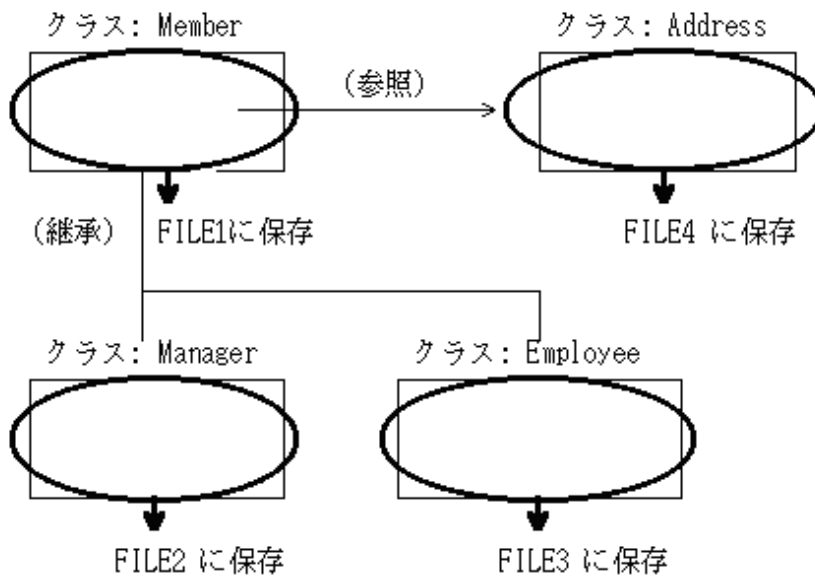 クラス: Member
クラス: Address
(参照)
(継承)
FILE1に保存
FILE4 に保存
クラス: Manager
クラス: Employee
FILE2 に保存
FILE3 に保存